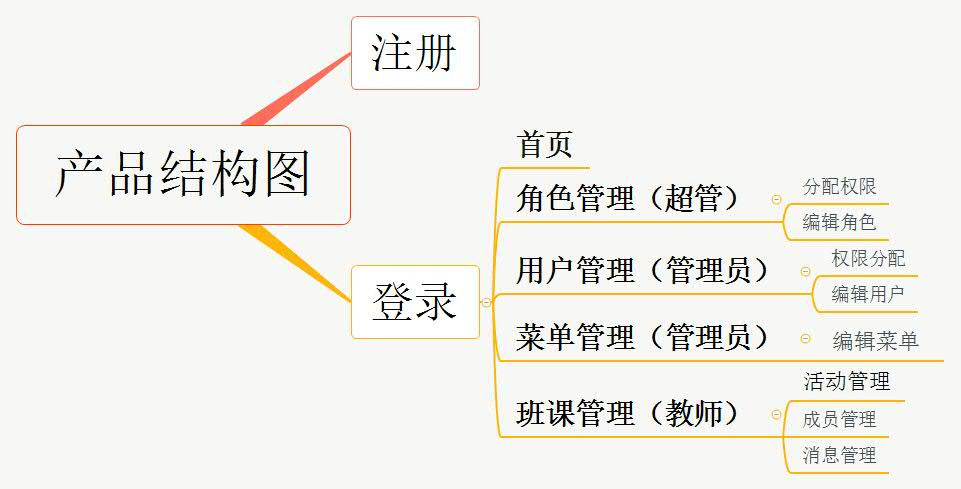 注册
产品结构图
登录
首页
角色管理（超管）
分配权限
编辑角色
用户管理（管理员）
权限分配
编辑用户
菜单管理（管理员）
编辑菜单
班课管理（教师）
活动管理
成员管理
消息管理